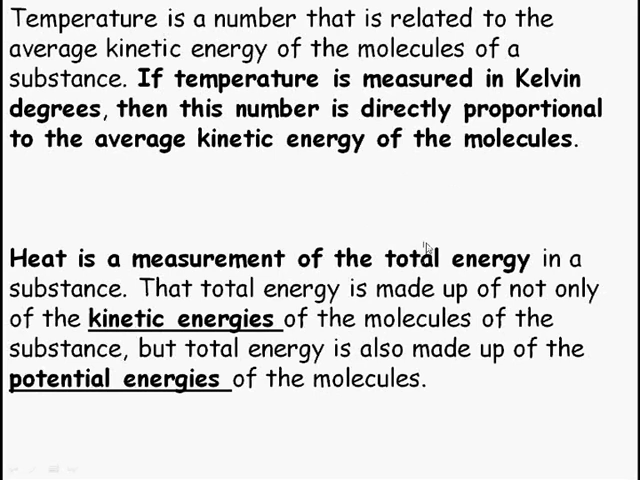 Temperature is a number that is related to the
average kinetic energy of the molecules of a
substance. If temperature is measured in Kelvin
degrees, then this number is directly proportional
to the average kinetic energy of the molecules.
Heat is a measurement of the total energy in a
substance. That total energy is made up of not only
of the kinetic energies of the molecules of the
substance, but total energy is also made up of the
potential energies of the molecules.